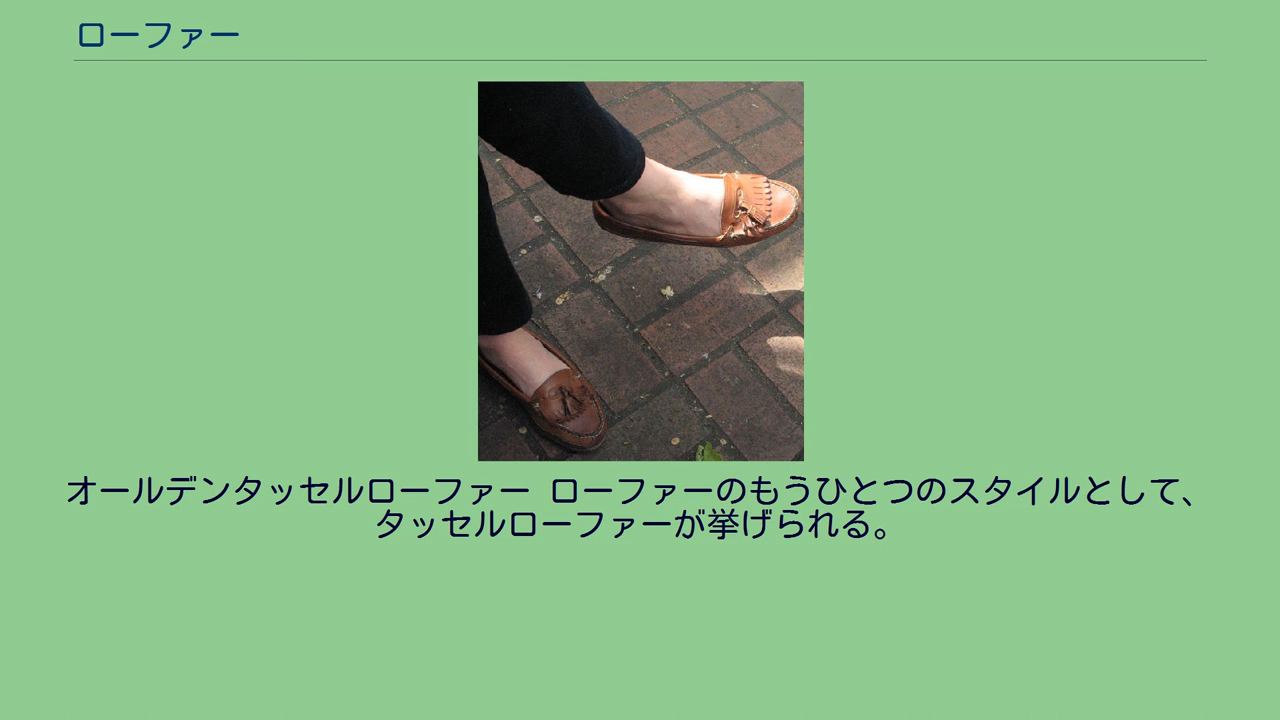 ローファー
オールデンタッセルローファー ローファーのもうひとつのスタイルとして、
タッセルローファーが挙げられる。